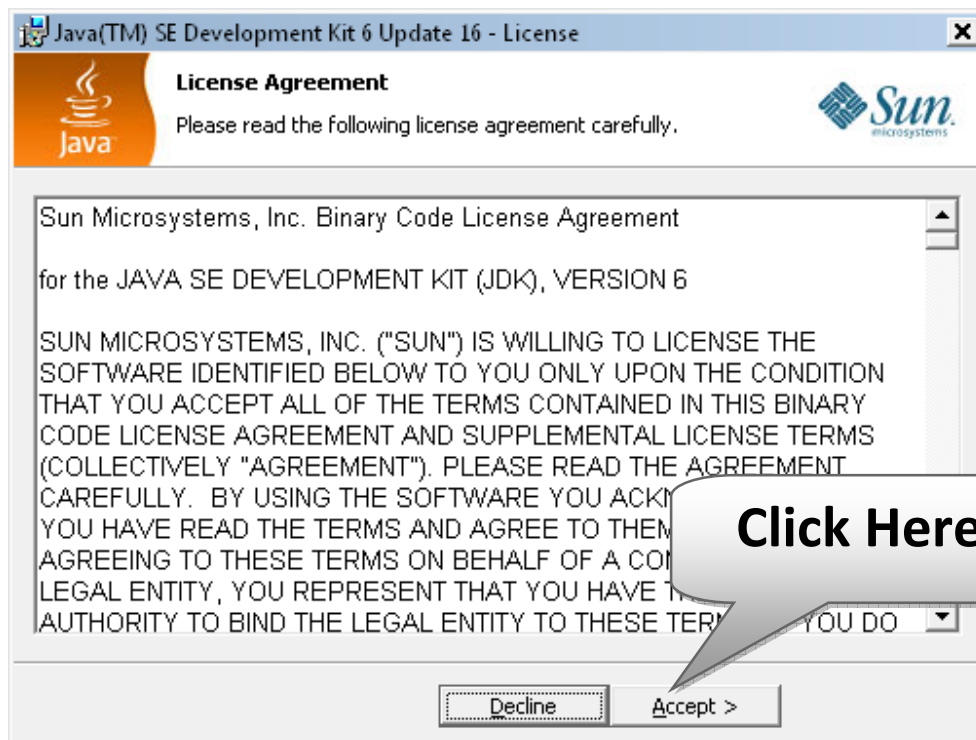 Java(TM) SE Development Kit 6 Update 16 - License
License Agreement
Please read the following license agreement carefully.
Java
Sun
microsystems
Sun Microsystems, Inc. Binary Code License Agreement
for the JAVA SE DEVELOPMENT KIT (JDK), VERSION 6
SUN MICROSYSTEMS, INC. ("SUN") IS WILLING TO LICENSE THE
SOFTWARE IDENTIFIED BELOW TO YOU ONLY UPON THE CONDITION
THAT YOU ACCEPT ALL OF THE TERMS CONTAINED IN THIS BINARY
CODE LICENSE AGREEMENT AND SUPPLEMENTAL LICENSE TERMS
(COLLECTIVELY "AGREEMENT"). PLEASE READ THE AGREEMENT
CAREFULLY. BY USING THE SOFTWARE YOU
YOU HAVE READ THE TERMS AND AGREE TO
AGREEING TO THESE TERMS ON BEHALF OF A
LEGAL ENTITY, YOU REPRESENT THAT YOU HAVE
AUTHORITY TO BIND THE LEGAL ENTITY TO THESE YOU DO
Click Here
Decline
Accept >